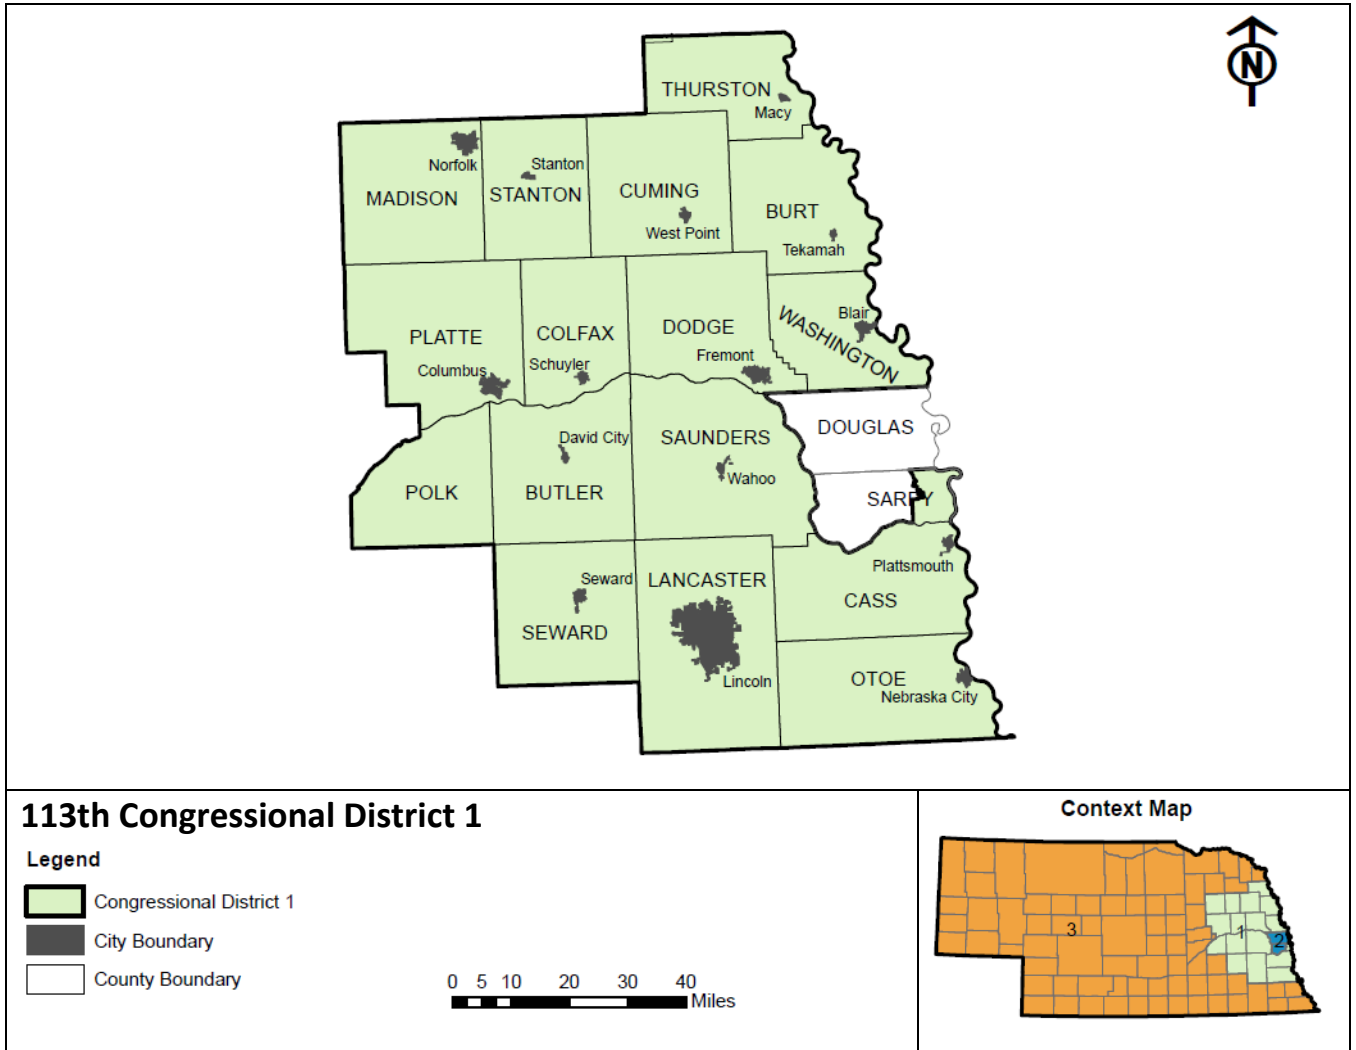 N
THURSTON
Macy
Norfolk
Stanton
MADISON
STANTON
CUMING
West Point
BURT
Tekamah
PLATTE
Columbus
COLFAX
Schuyler
DODGE
Fremont
Blair
WASHINGTON
DOUGLAS
SARPY
POLK
David City
BUTLER
SAUNDERS
Wahoo
Plattsmouth
CASS
Seward
SEWARD
LANCASTER
Lincoln
OTOE
Nebraska City
113th Congressional District 1
Legend
Congressional District 1
City Boundary
County Boundary
0 5 10 20 30 40
Miles
Context Map
3
1
2